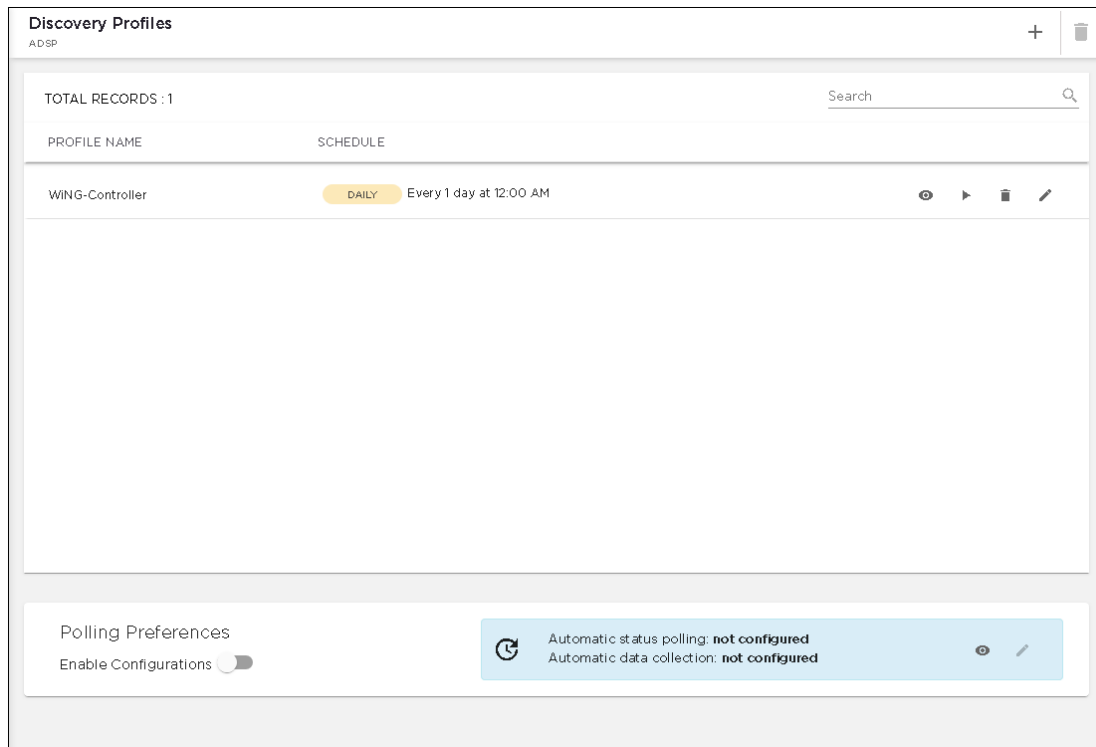 Discovery Profiles
ADSP
TOTAL RECORDS : 1
Search
PROFILE NAME SCHEDULE
WiNG-Controller DAILY Every 1 day at 12:00 AM
Polling Preferences
Enable Configurations
Automatic status polling: not configured
Automatic data collection: not configured